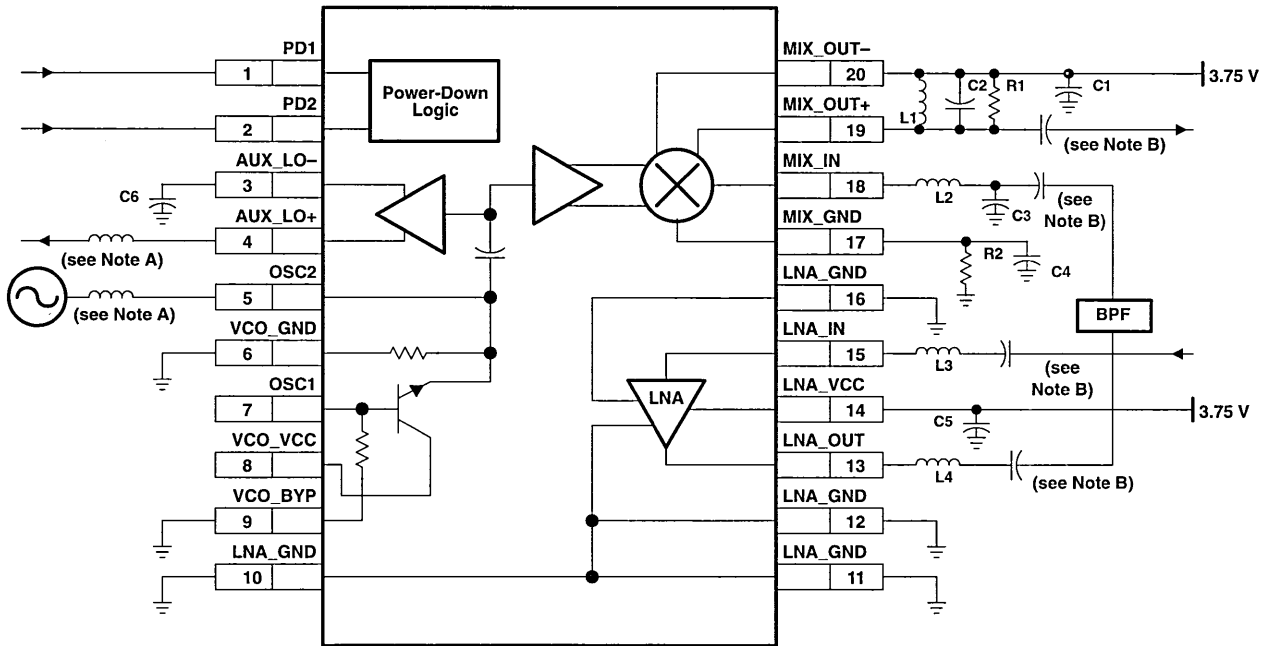 PD1
1
PD2
2
AUX_LO–
3
C6
AUX_LO+
4
(see Note A)
OSC2
5
(see Note A)
VCO_GND
6
OSC1
7
VCO_VCC
8
VCO_BYP
9
LNA_GND
10
Power-Down
Logic
LNA
MIX_OUT–
20
C2
R1
C1
3.75 V
MIX_OUT+
19
L1
(see Note B)
MIX_IN
18
L2
C3
(see
Note B)
MIX_GND
17
R2
C4
LNA_GND
16
BPF
LNA_IN
15
L3
(see
Note B)
LNA_VCC
14
C5
3.75 V
LNA_OUT
13
L4
(see Note B)
LNA_GND
12
LNA_GND
11